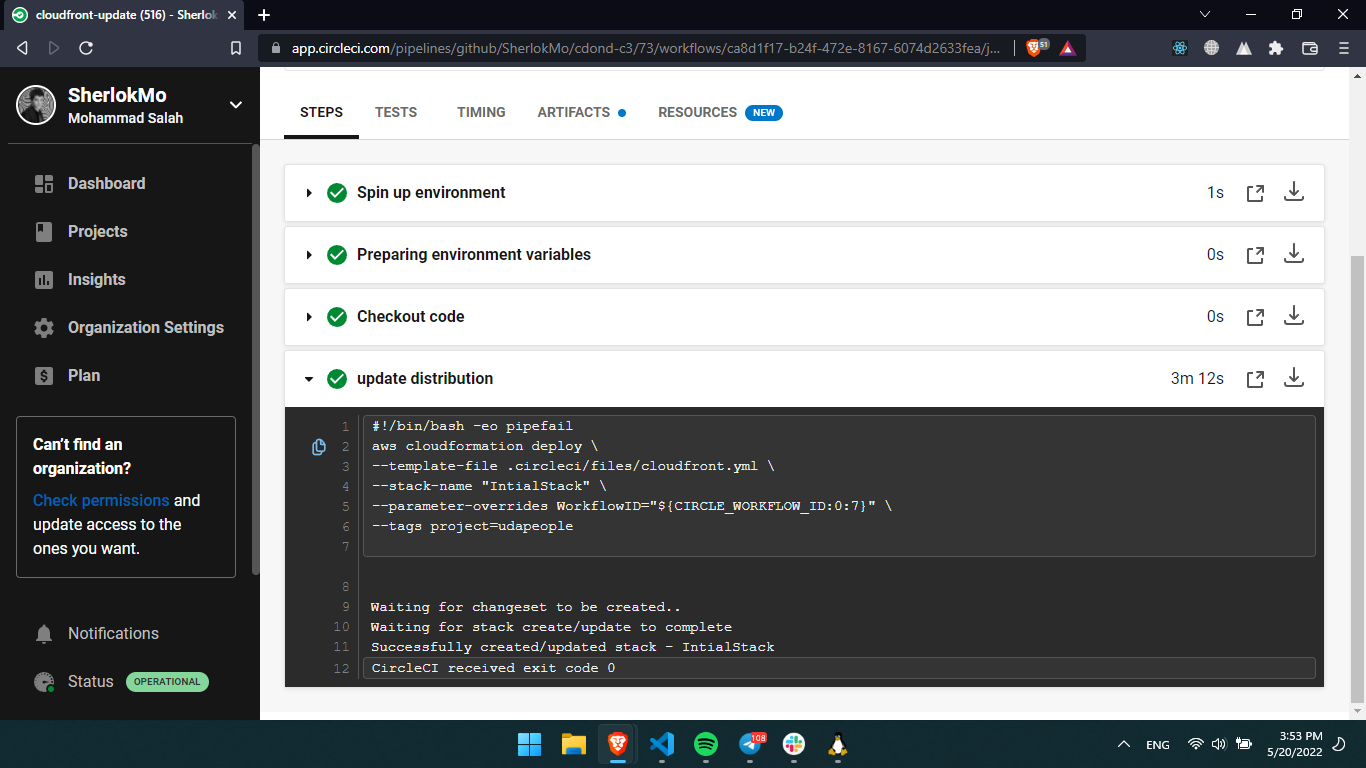 cloudfront-update (516) - Sherlok
app.circleci.com/pipelines/github/SherlokMo/cdond-c3/73/workflows/ca8d1f17-b24f-472e-8167-6074d2633fea/j...
51
SherlokMo
Mohammad Salah
Dashboard
Projects
Insights
Organization Settings
Plan
Can't find an
organization?
Check permissions and
update access to the
ones you want.
Notifications
Status OPERATIONAL
STEPS TESTS TIMING ARTIFACTS RESOURCES NEW
Spin up environment 1s
Preparing environment variables 0s
Checkout code 0s
update distribution 3m 12s
1 #!/bin/bash -eo pipefail
2 aws cloudformation deploy \
3 --template-file .circleci/files/cloudfront.yml \
4 --stack-name "IntialStack" \
5 --parameter-overrides WorkflowID="${CIRCLE_WORKFLOW_ID:0:7}" \
6 --tags project=udapeople
7
8
9 Waiting for changeset to be created..
10 Waiting for stack create/update to complete
11 Successfully created/updated stack - IntialStack
12 CircleCI received exit code 0
108
ENG
3:53 PM
5/20/2022